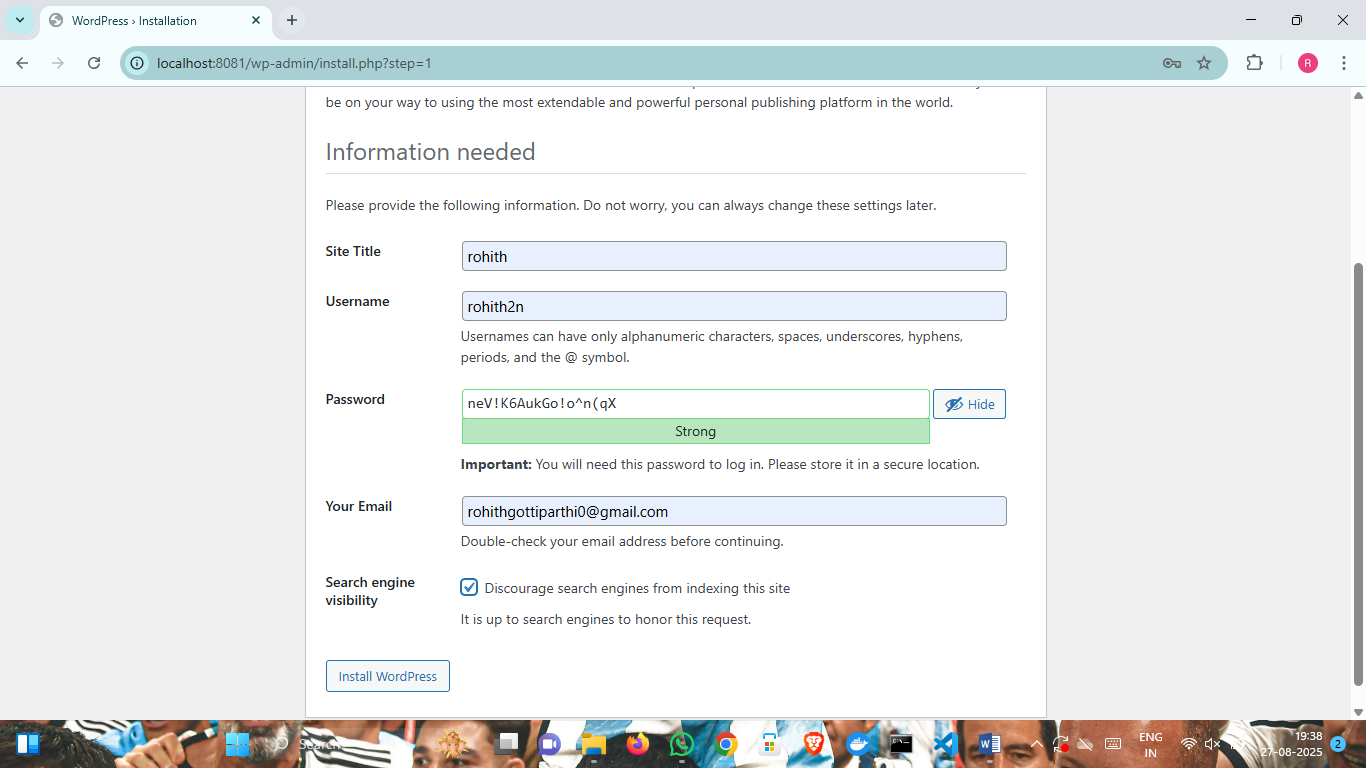 WordPress › Installation
localhost:8081/wp-admin/install.php?step=1
R
be on your way to using the most extendable and powerful personal publishing platform in the world.
Information needed
Please provide the following information. Do not worry, you can always change these settings later.
Site Title
rohith
Username
rohith2n
Usernames can have only alphanumeric characters, spaces, underscores, hyphens,
periods, and the @ symbol.
Password
neV!K6AukGo!o^n(qX
Hide
Strong
Important: You will need this password to log in. Please store it in a secure location.
Your Email
rohithgottiparthi0@gmail.com
Double-check your email address before continuing.
Search engine
visibility
Discourage search engines from indexing this site
It is up to search engines to honor this request.
Install WordPress
Search
ENG
IN
19:38
27-08-2025
2